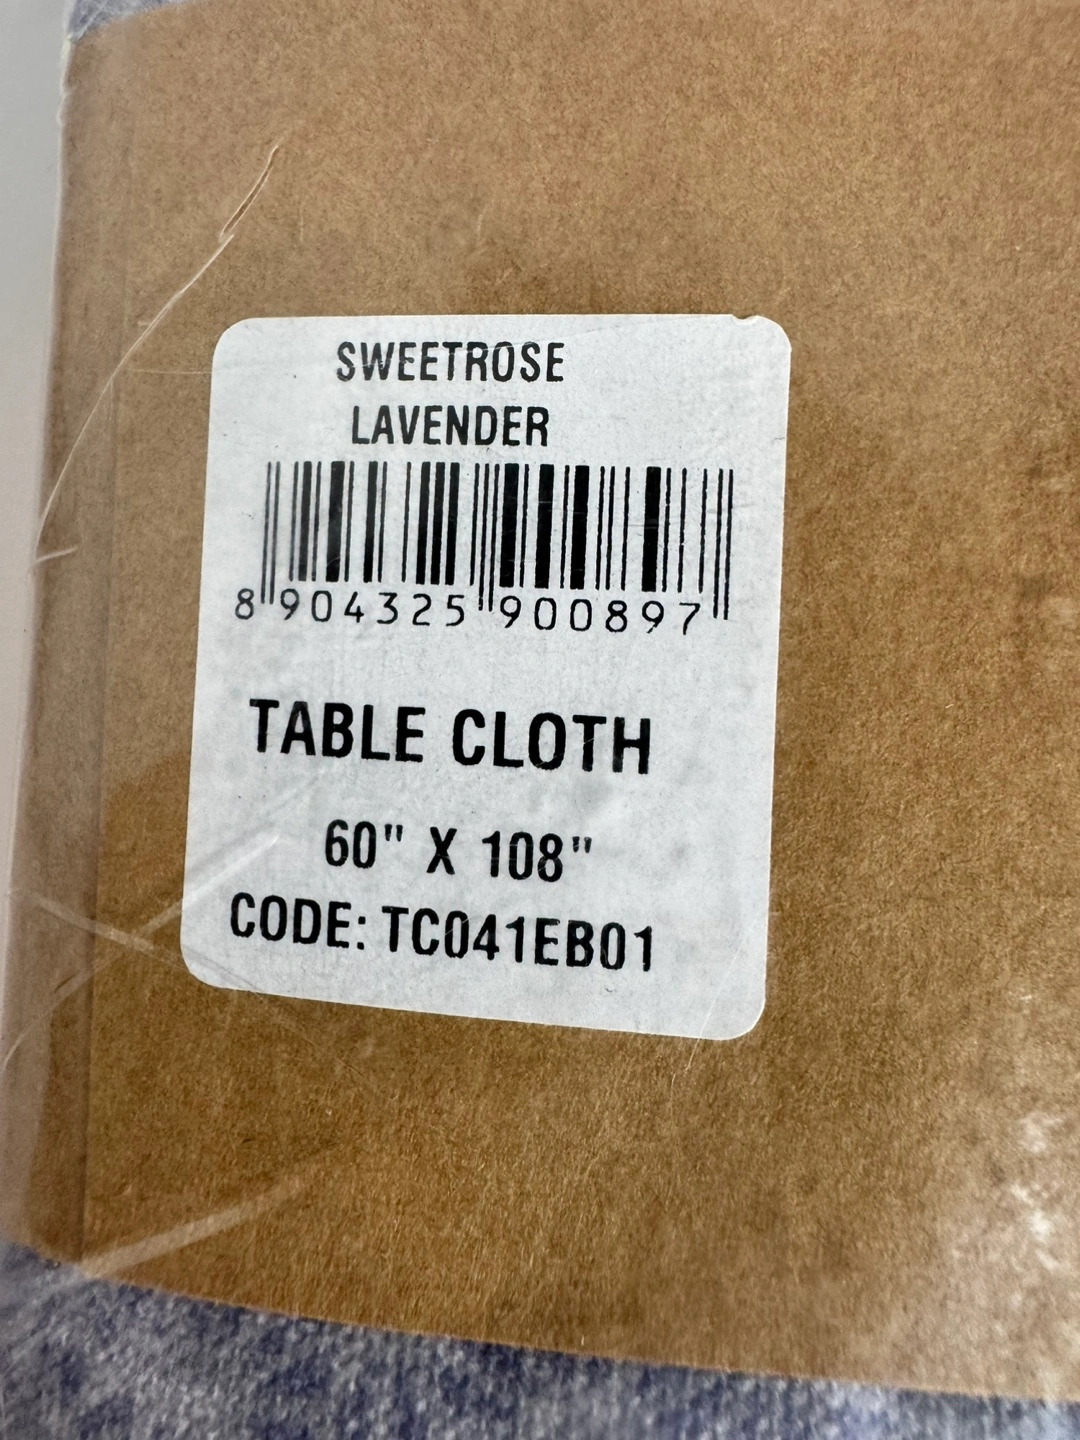 SWEETROSE
LAVENDER
8 904325 900897
TABLE CLOTH
60" X 108"
CODE: TC041EB01